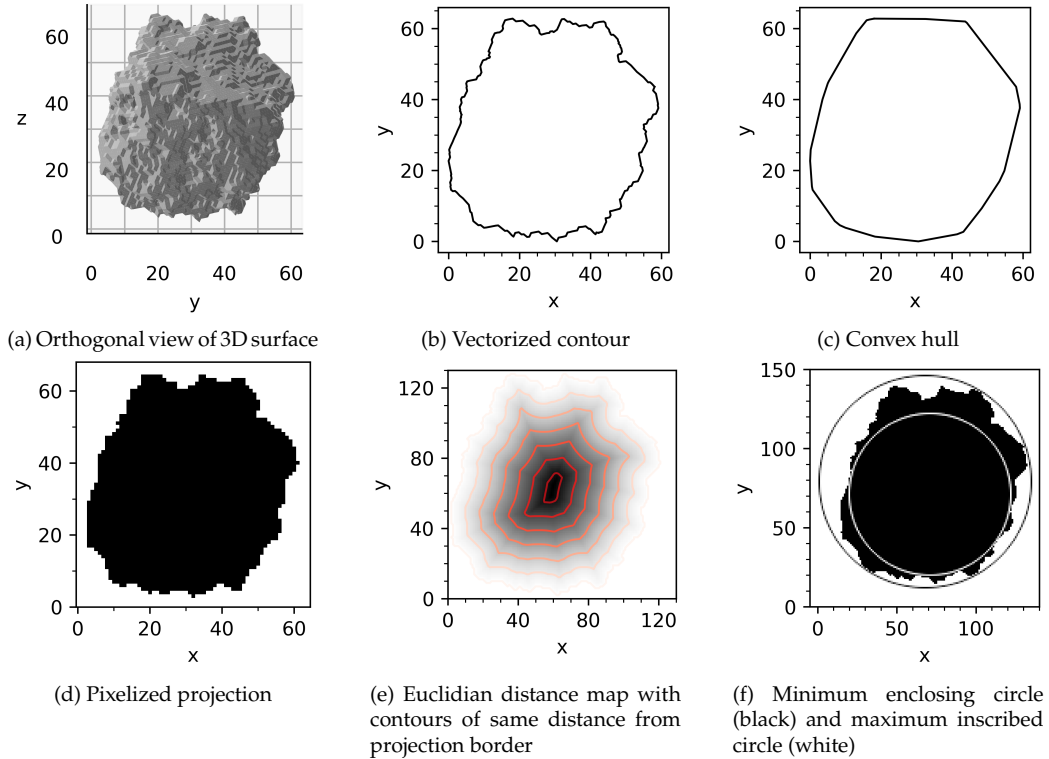 60
40
20
0
z
0 20 40 60
y
(a) Orthogonal view of 3D surface
60
40
20
0
y
0 20 40 60
x
(b) Vectorized contour
60
40
20
0
y
0 20 40 60
x
(c) Convex hull
60
40
20
0
y
0 20 40 60
x
(d) Pixelized projection
120
80
40
0
y
0 40 80 120
x
(e) Euclidian distance map with
contours of same distance from
projection border
150
100
50
0
y
0 50 100
x
(f) Minimum enclosing circle
(black) and maximum inscribed
circle (white)